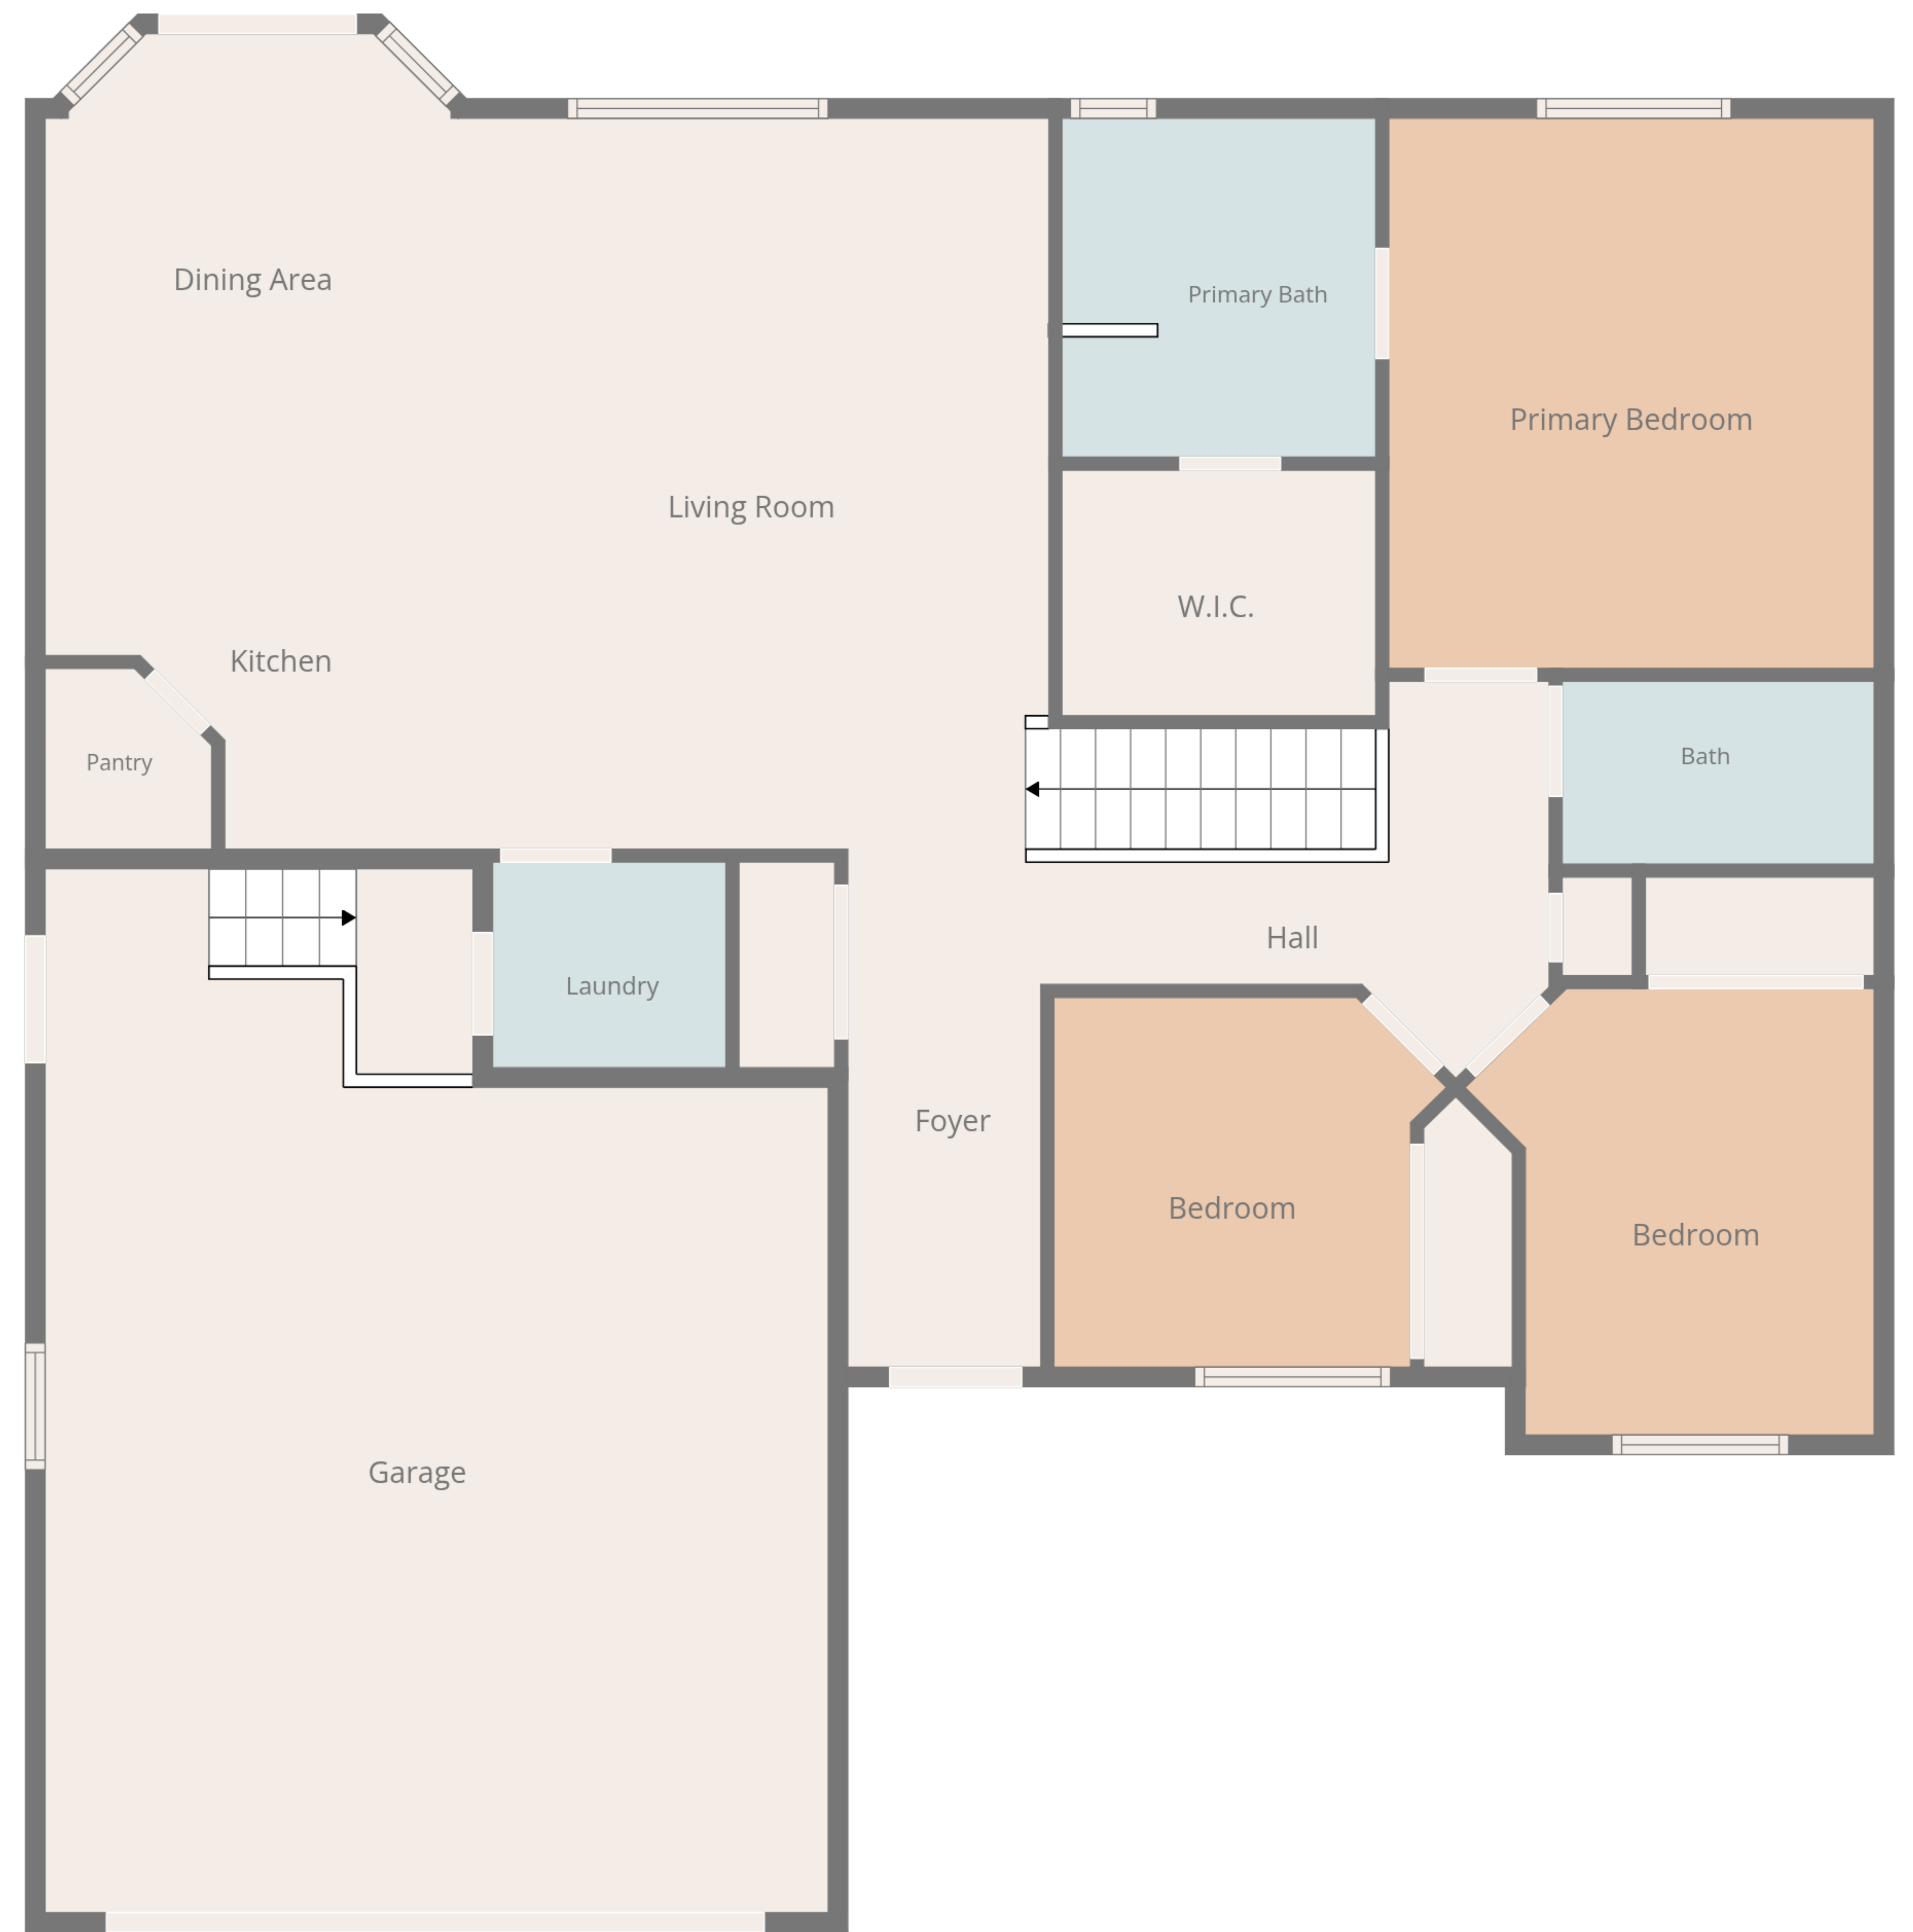 Dining Area
Primary Bath
Primary Bedroom
Living Room
W.I.C.
Kitchen
Pantry
Bath
Hall
Laundry
Foyer
Bedroom
Bedroom
Garage